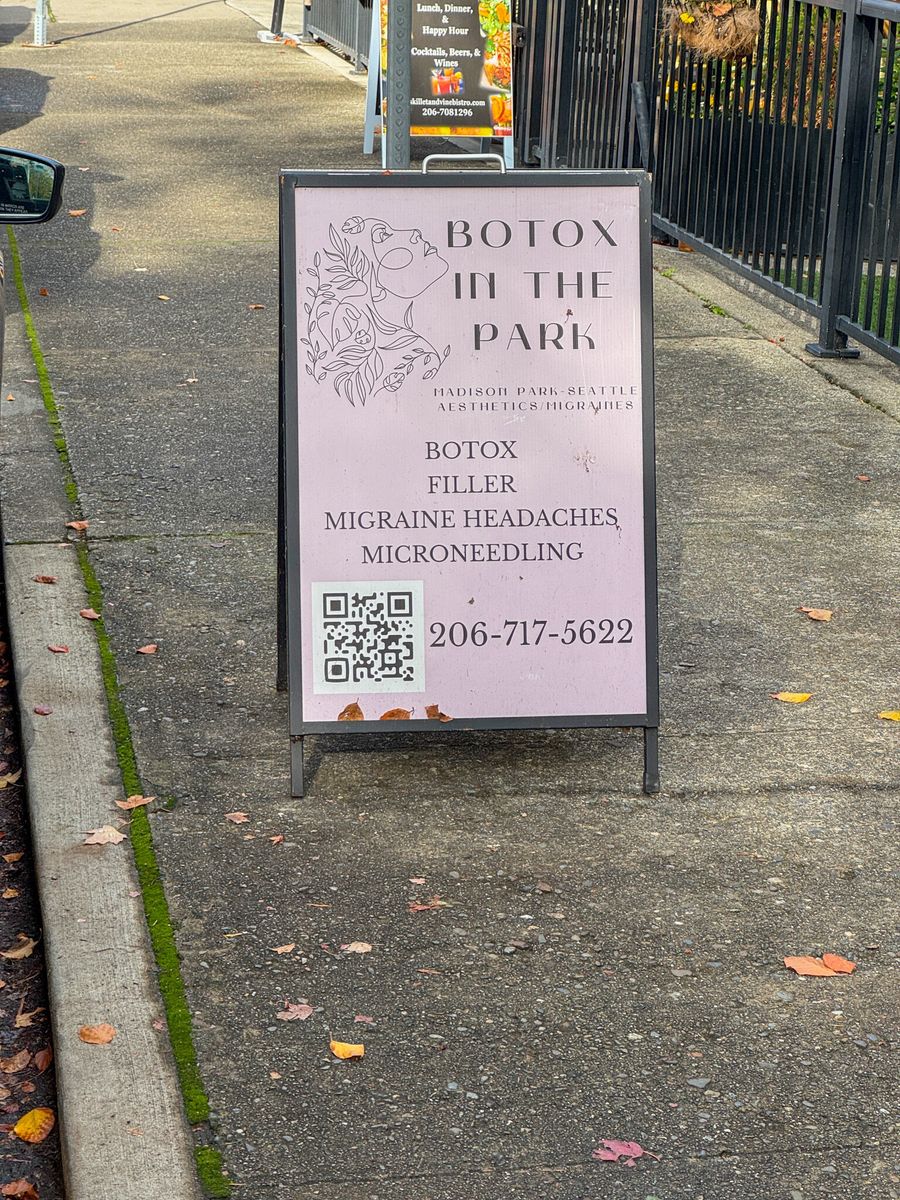 Lunch, Dinner,
&
Happy Hour
Cocktails, Beers, &
Wines
skilletandvinebistro.com
206-7081296
BOTOX
IN THE
PARK
MADISON PARK-SEATTLE
AESTHETICS/MIGRAINES
BOTOX
FILLER
MIGRAINE HEADACHES
MICRONEEDLING
206-717-5622